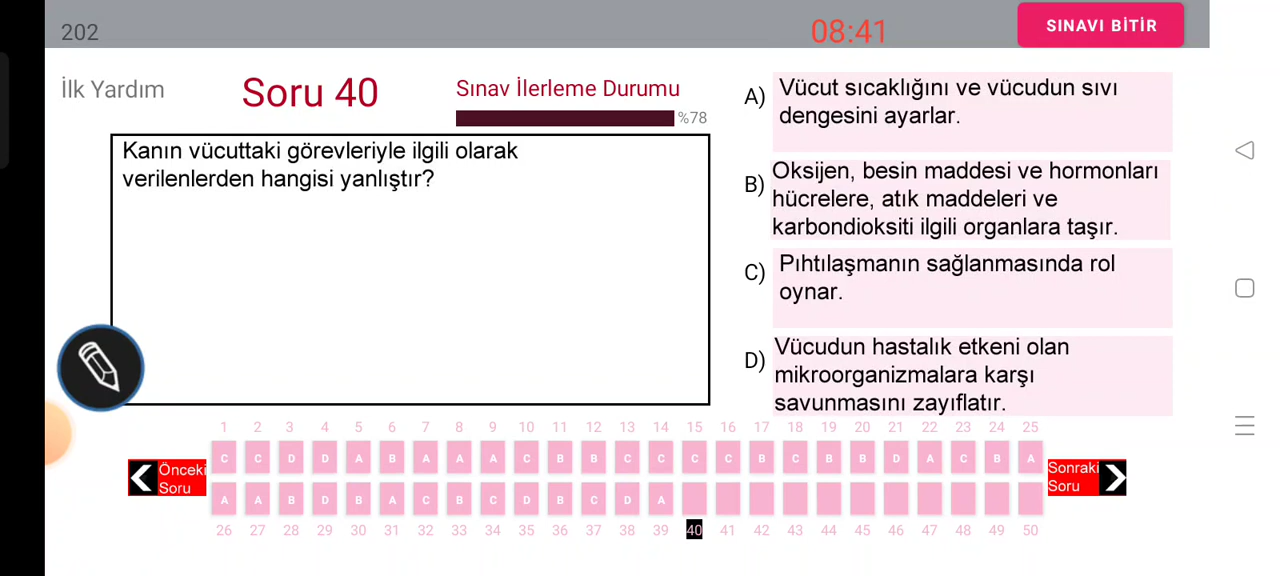 202
08:41
SINAVI BİTİR
İlk Yardım
Soru 40
Sınav İlerleme Durumu
%78
Kanın vücuttaki görevleriyle ilgili olarak
verilenlerden hangisi yanlıştır?
A) Vücut sıcaklığını ve vücudun sıvı
dengesini ayarlar.
B) Oksijen, besin maddesi ve hormonları
hücrelere, atık maddeleri ve
karbondioksiti ilgili organlara taşır.
C) Pıhtılaşmanın sağlanmasında rol
oynar.
D) Vücudun hastalık etkeni olan
mikroorganizmalara karşı
savunmasını zayıflatır.
1 2 3 4 5 6 7 8 9 10 11 12 13 14 15 16 17 18 19 20 21 22 23 24 25
C C D D A B A A A C B B C C C C B C B B D A C B A
Önceki
Soru
Sonraki
Soru
A A B D B A C B C D B C D A
26 27 28 29 30 31 32 33 34 35 36 37 38 39 40 41 42 43 44 45 46 47 48 49 50